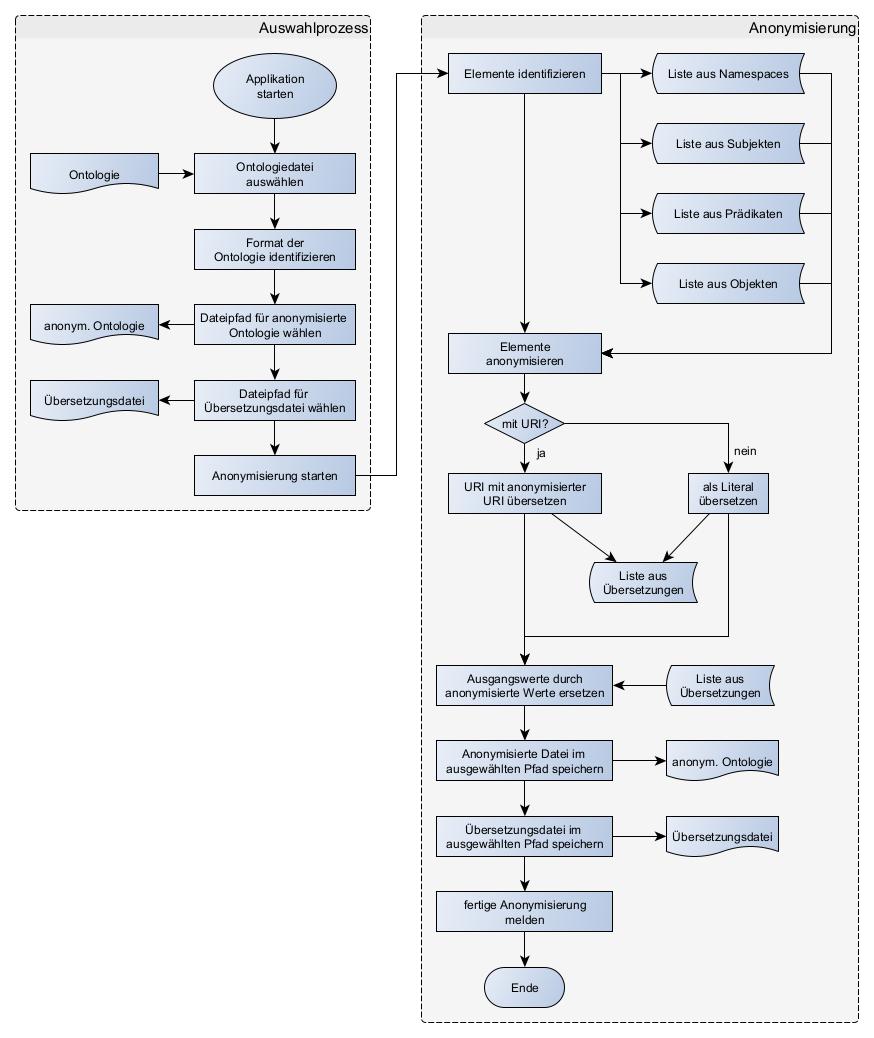 Auswahlprozess
Applikation
starten
Ontologie
Ontologiedatei
auswählen
Format der
Ontologie identifizieren
anonym. Ontologie
Dateipfad für anonymisierte
Ontologie wählen
Übersetzungsdatei
Dateipfad für
Übersetzungsdatei wählen
Anonymisierung starten
Anonymisierung
Elemente identifizieren
Liste aus Namespaces
Liste aus Subjekten
Liste aus Prädikaten
Liste aus Objekten
Elemente
anonymisieren
mit URI?
ja
nein
URI mit anonymisierter
URI übersetzen
als Literal
übersetzen
Liste aus
Übersetzungen
Ausgangswerte durch
anonymisierte Werte ersetzen
Liste aus
Übersetzungen
Anonymisierte Datei im
ausgewählten Pfad speichern
anonym. Ontologie
Übersetzungsdatei im
ausgewählten Pfad speichern
Übersetzungsdatei
fertige Anonymisierung
melden
Ende